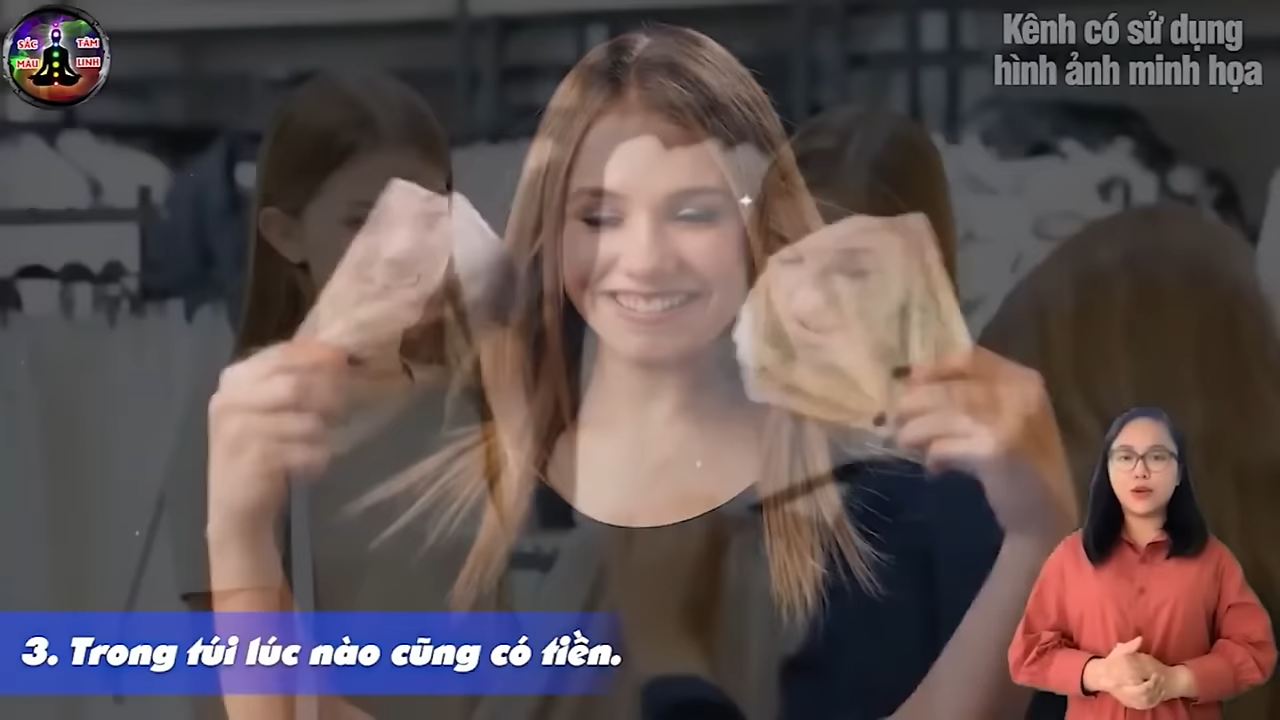 SẮC TÂM
MÀU LINH
Kênh có sử dụng
hình ảnh minh họa
3. Trong túi lúc nào cũng có tiền.